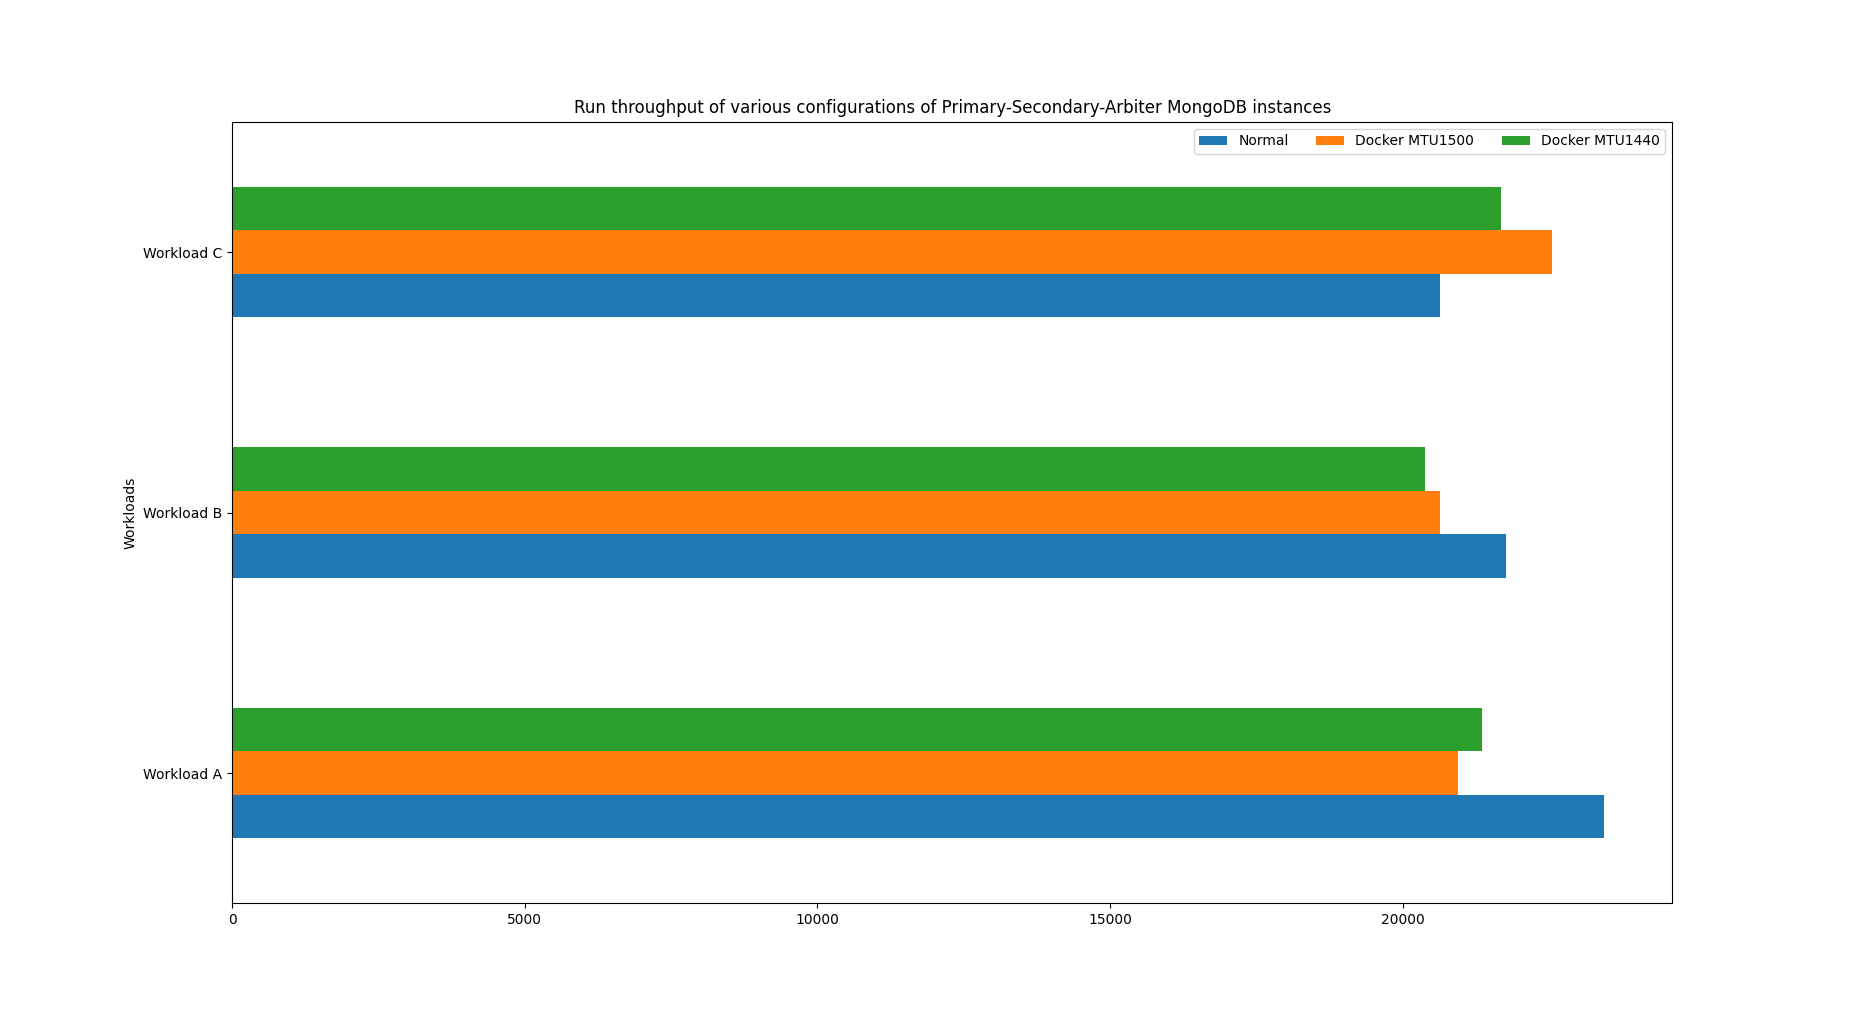 Run throughput of various configurations of Primary-Secondary-Arbiter MongoDB instances
Normal Docker MTU1500 Docker MTU1440
Workload C
Workload B
Workload A
Workloads
0 5000 10000 15000 20000